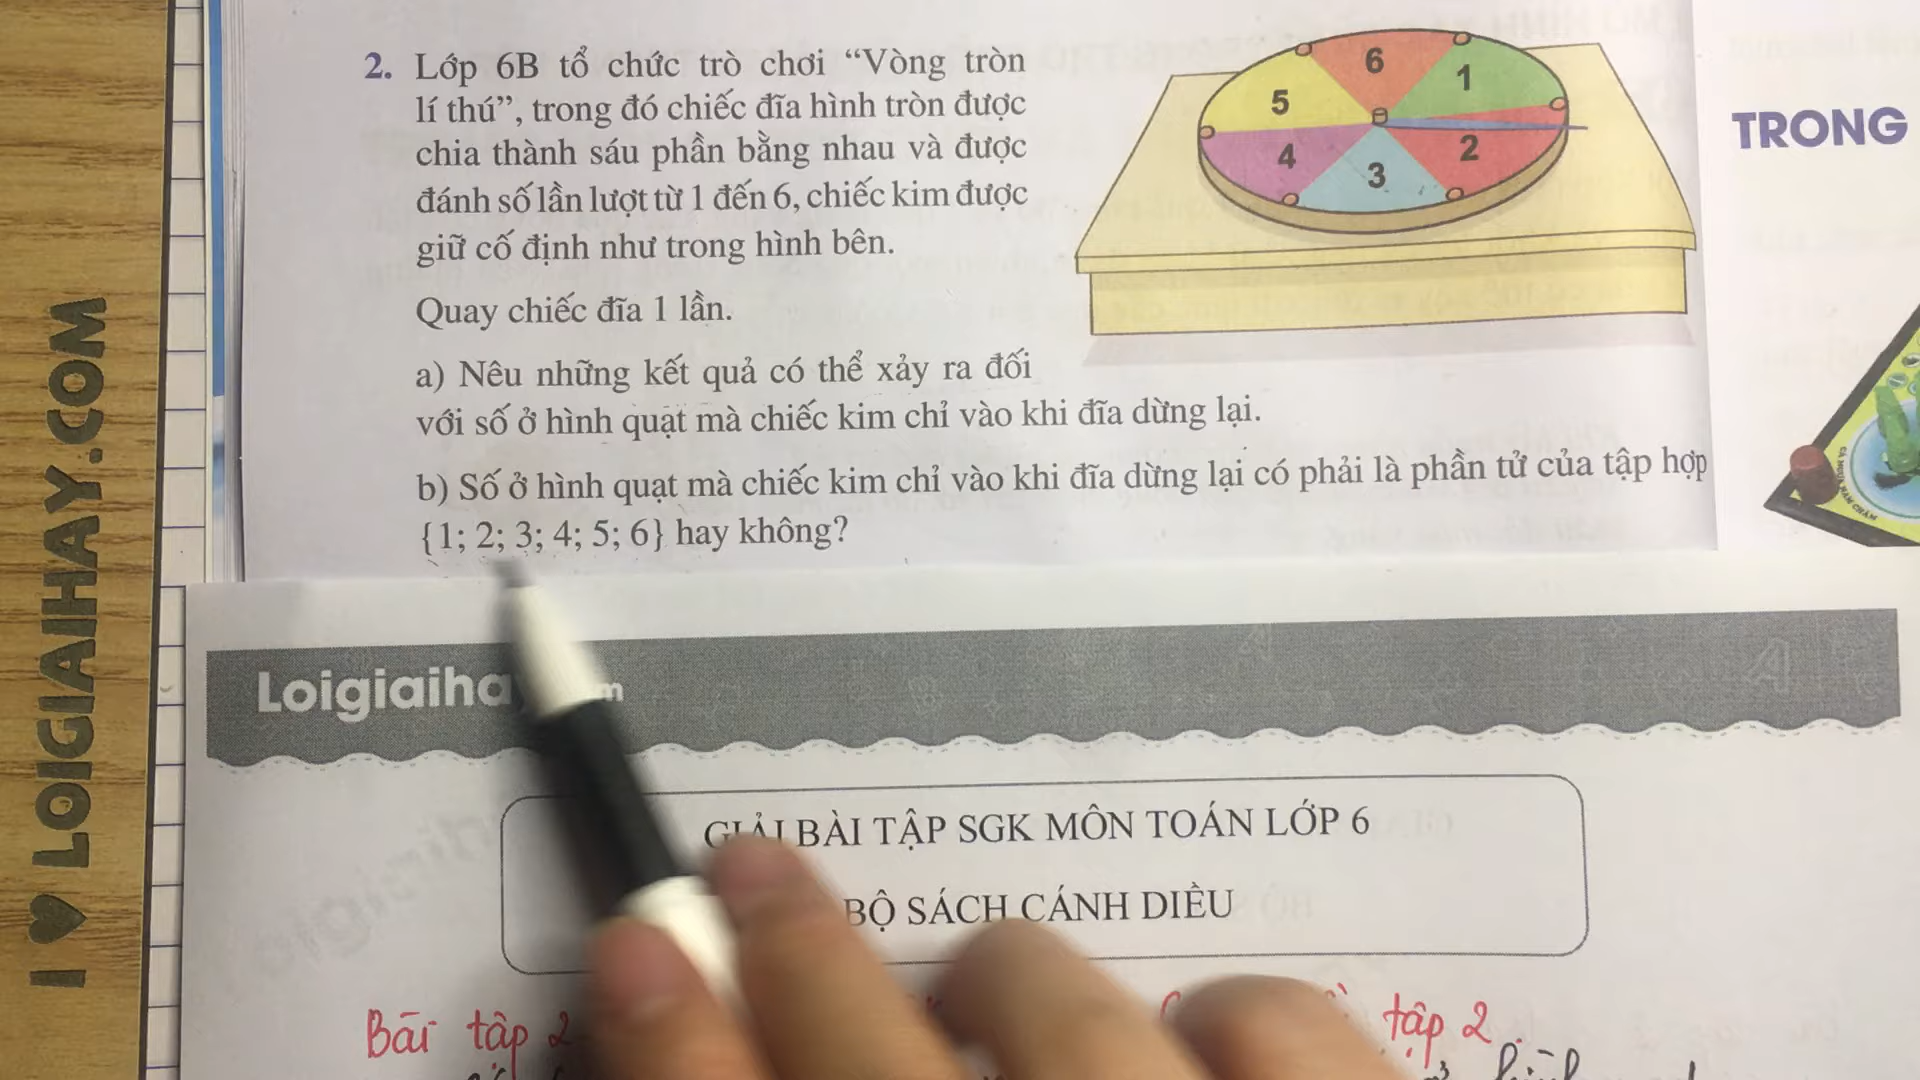 2. Lớp 6B tổ chức trò chơi “Vòng tròn
lí thú”, trong đó chiếc đĩa hình tròn được
chia thành sáu phần bằng nhau và được
đánh số lần lượt từ 1 đến 6, chiếc kim được
giữ cố định như trong hình bên.
Quay chiếc đĩa 1 lần.
a) Nêu những kết quả có thể xảy ra đối
với số ở hình quạt mà chiếc kim chỉ vào khi đĩa dừng lại.
b) Số ở hình quạt mà chiếc kim chỉ vào khi đĩa dừng lại có phải là phần tử của tập hợp
{1; 2; 3; 4; 5; 6} hay không?
6
1
5
2
4
3
TRONG
I ♥ LOIGIAIHAY.COM
Loigiaiha m
GIẢI BÀI TẬP SGK MÔN TOÁN LỚP 6
BỘ SÁCH CÁNH DIỀU
Bài tập 2
tập 2